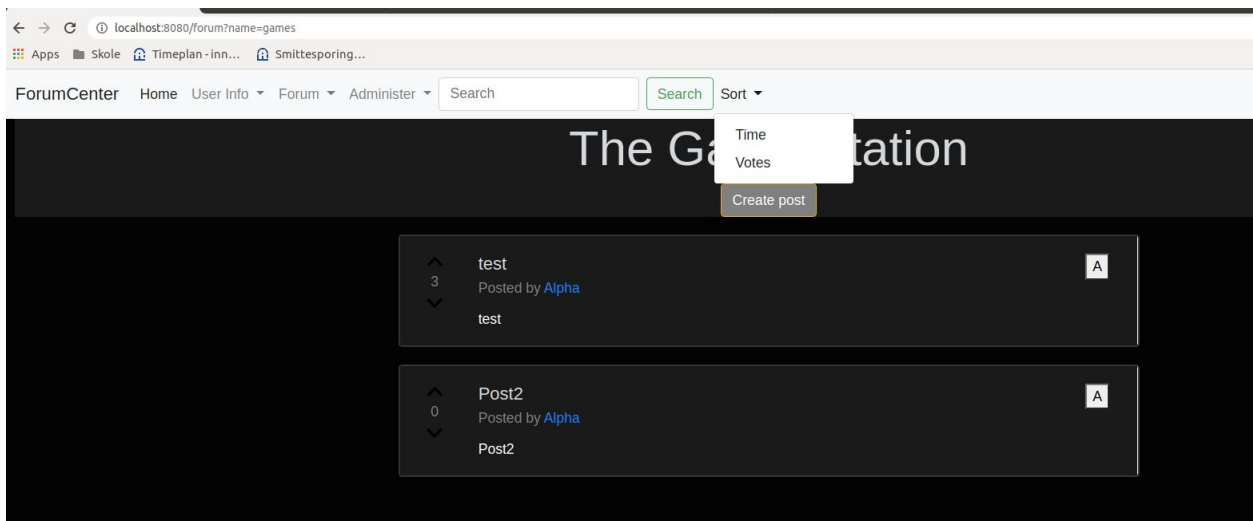 localhost:8080/forum?name=games
Apps Skole Timeplan - inn... Smittesporing...
ForumCenter Home User Info Forum Administer Search Search Sort
Time
The Ga tation
Votes
Create post
test
A
3
Posted by Alpha
test
Post2
A
0
Posted by Alpha
Post2